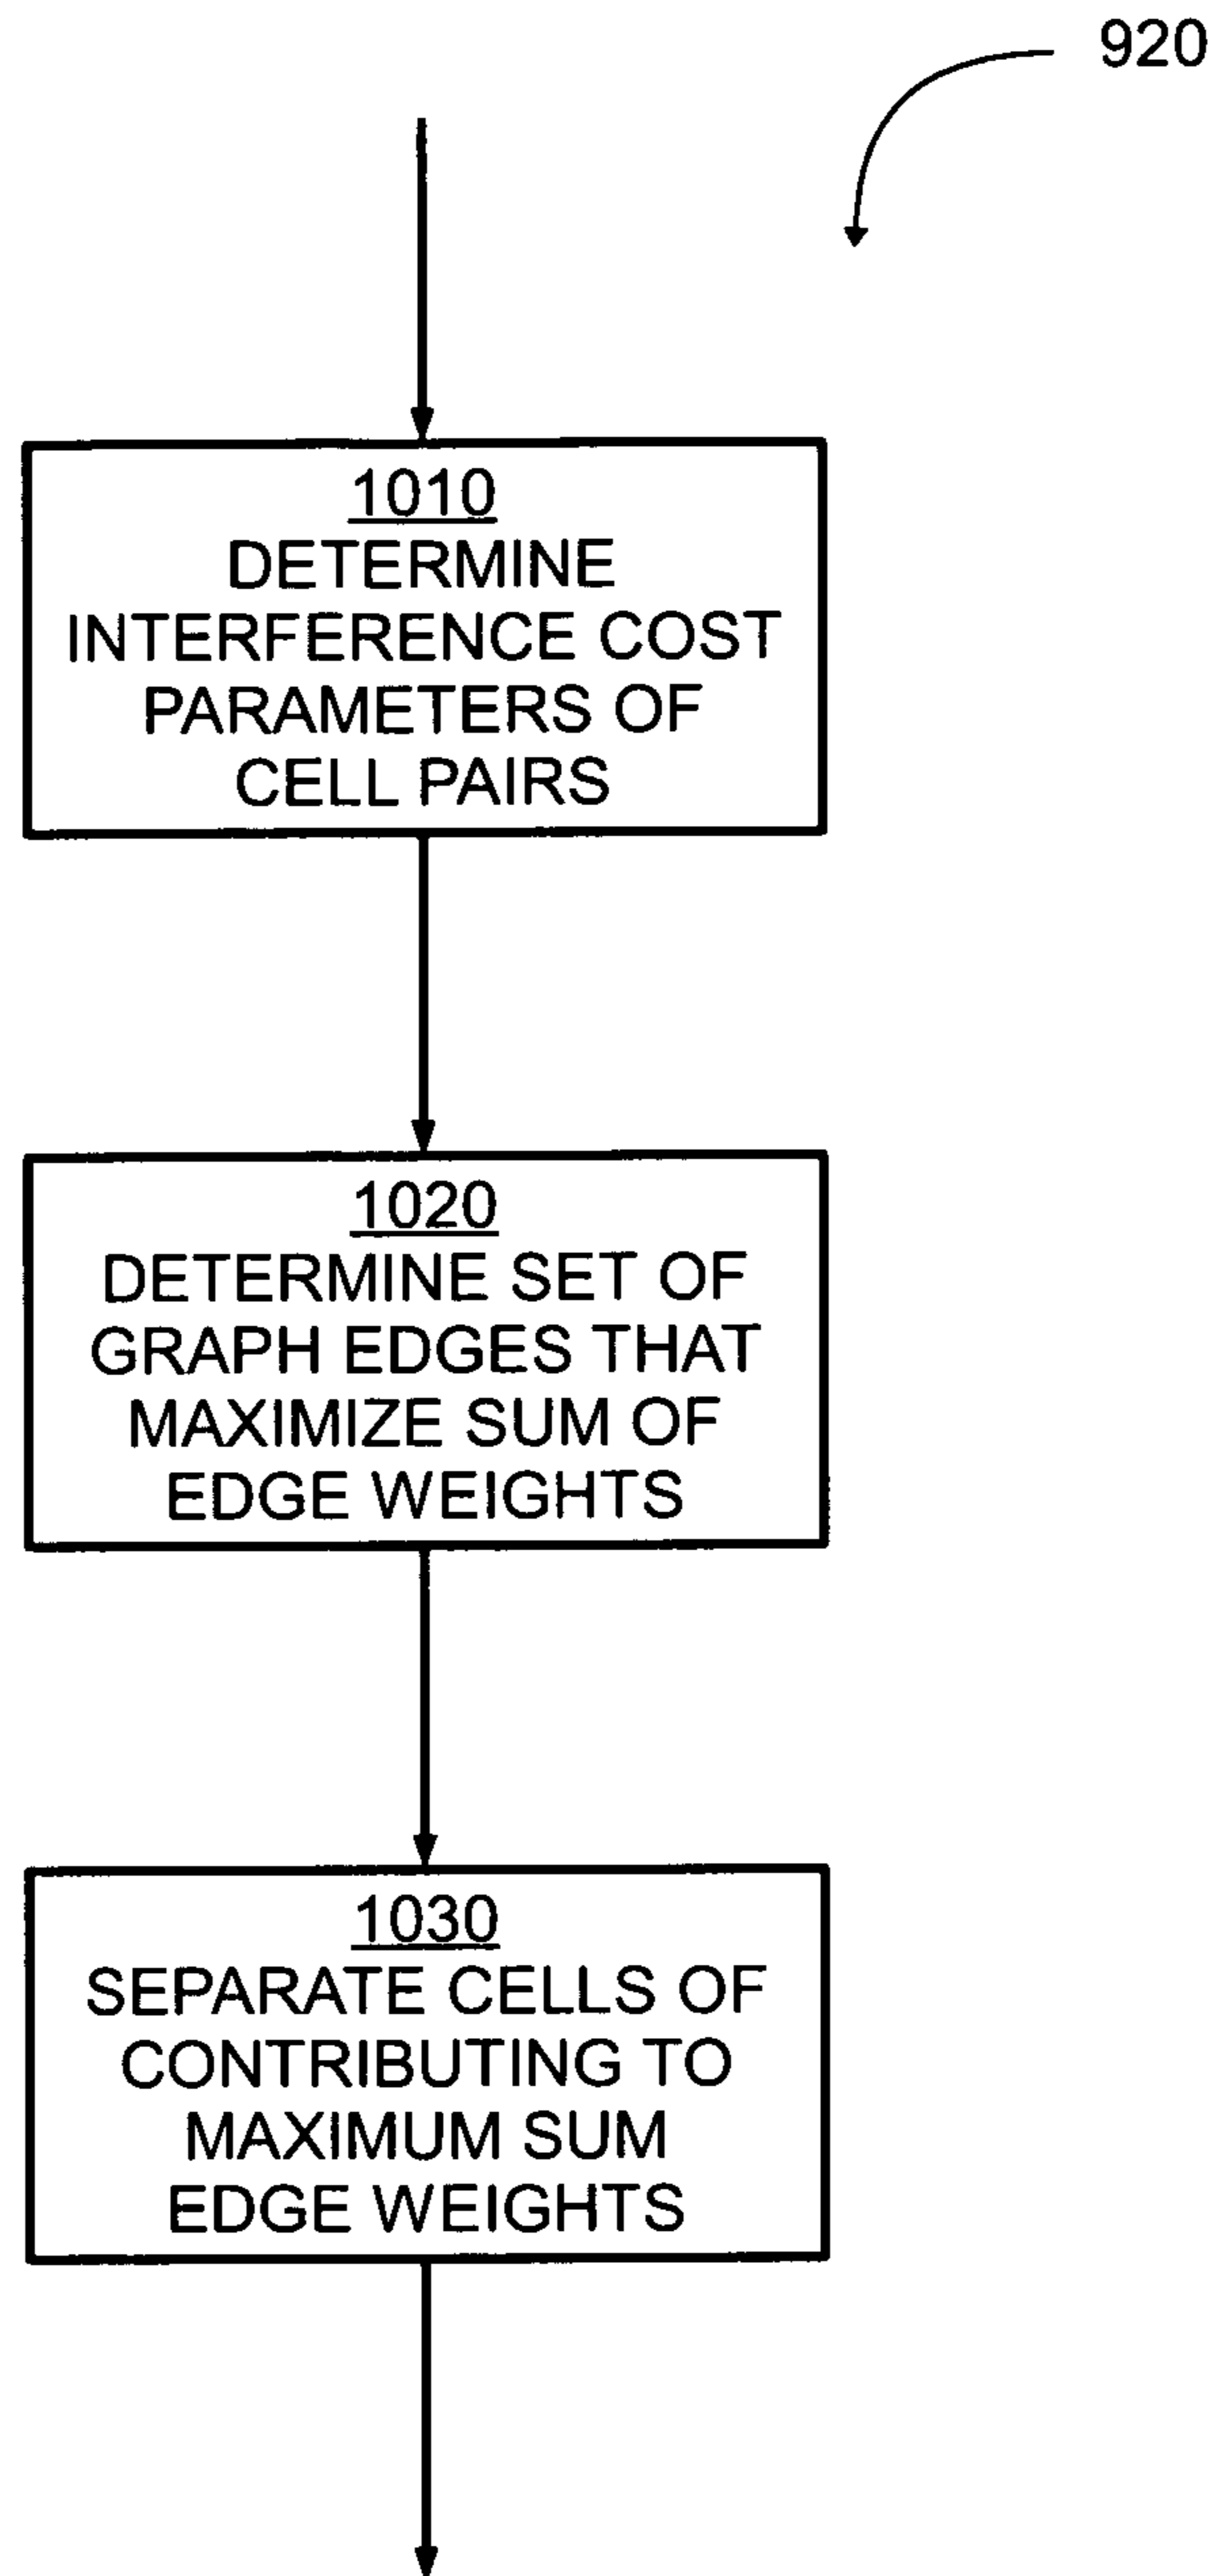 920
1010
DETERMINE
INTERFERENCE COST
PARAMETERS OF
CELL PAIRS
1020
DETERMINE SET OF
GRAPH EDGES THAT
MAXIMIZE SUM OF
EDGE WEIGHTS
1030
SEPARATE CELLS OF
CONTRIBUTING TO
MAXIMUM SUM
EDGE WEIGHTS